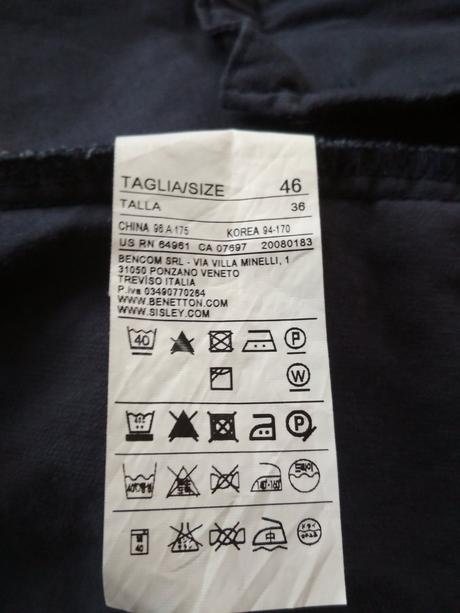 TAGLIA/SIZE 46
TALLA 36
CHINA 96 A 175 KOREA 94-170
US RN 64961 CA 07697 20080183
BENCOM SRL - VIA VILLA MINELLI, 1
31050 PONZANO VENETO
TREVISO ITALIA
P.iva 03490770264
WWW.BENETTON.COM
WWW.SISLEY.COM
40 P
W
P
40
中